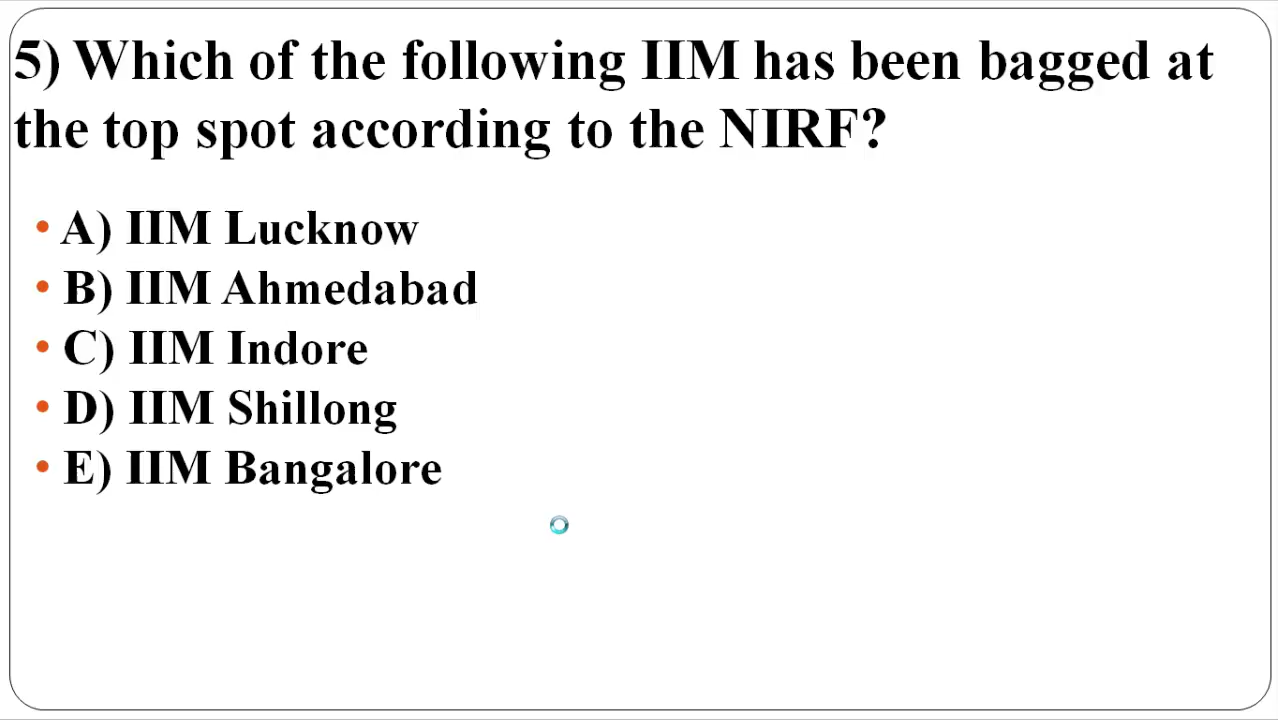 5) Which of the following IIM has been bagged at
the top spot according to the NIRF?
• A) IIM Lucknow
• B) IIM Ahmedabad
• C) IIM Indore
• D) IIM Shillong
• E) IIM Bangalore